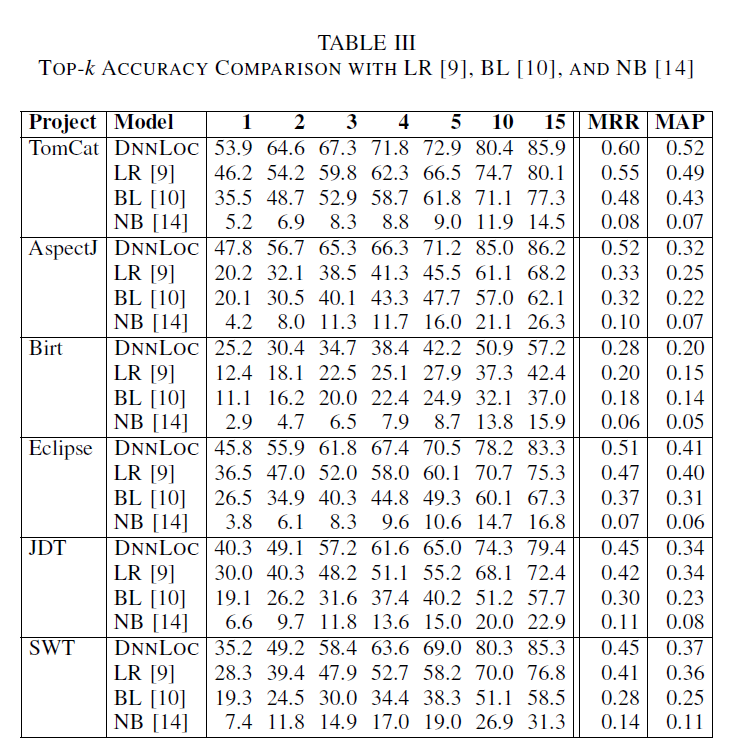 TABLE III
TOP-k ACCURACY COMPARISON WITH LR [9], BL [10], AND NB [14]
Project Model 1 2 3 4 5 10 15 MRR MAP
TomCat DNNLOC 53.9 64.6 67.3 71.8 72.9 80.4 85.9 0.60 0.52
LR [9] 46.2 54.2 59.8 62.3 66.5 74.7 80.1 0.55 0.49
BL [10] 35.5 48.7 52.9 58.7 61.8 71.1 77.3 0.48 0.43
NB [14] 5.2 6.9 8.3 8.8 9.0 11.9 14.5 0.08 0.07
AspectJ DNNLOC 47.8 56.7 65.3 66.3 71.2 85.0 86.2 0.52 0.32
LR [9] 20.2 32.1 38.5 41.3 45.5 61.1 68.2 0.33 0.25
BL [10] 20.1 30.5 40.1 43.3 47.7 57.0 62.1 0.32 0.22
NB [14] 4.2 8.0 11.3 11.7 16.0 21.1 26.3 0.10 0.07
Birt DNNLOC 25.2 30.4 34.7 38.4 42.2 50.9 57.2 0.28 0.20
LR [9] 12.4 18.1 22.5 25.1 27.9 37.3 42.4 0.20 0.15
BL [10] 11.1 16.2 20.0 22.4 24.9 32.1 37.0 0.18 0.14
NB [14] 2.9 4.7 6.5 7.9 8.7 13.8 15.9 0.06 0.05
Eclipse DNNLOC 45.8 55.9 61.8 67.4 70.5 78.2 83.3 0.51 0.41
LR [9] 36.5 47.0 52.0 58.0 60.1 70.7 75.3 0.47 0.40
BL [10] 26.5 34.9 40.3 44.8 49.3 60.1 67.3 0.37 0.31
NB [14] 3.8 6.1 8.3 9.6 10.6 14.7 16.8 0.07 0.06
JDT DNNLOC 40.3 49.1 57.2 61.6 65.0 74.3 79.4 0.45 0.34
LR [9] 30.0 40.3 48.2 51.1 55.2 68.1 72.4 0.42 0.34
BL [10] 19.1 26.2 31.6 37.4 40.2 51.2 57.7 0.30 0.23
NB [14] 6.6 9.7 11.8 13.6 15.0 20.0 22.9 0.11 0.08
SWT DNNLOC 35.2 49.2 58.4 63.6 69.0 80.3 85.3 0.45 0.37
LR [9] 28.3 39.4 47.9 52.7 58.2 70.0 76.8 0.41 0.36
BL [10] 19.3 24.5 30.0 34.4 38.3 51.1 58.5 0.28 0.25
NB [14] 7.4 11.8 14.9 17.0 19.0 26.9 31.3 0.14 0.11